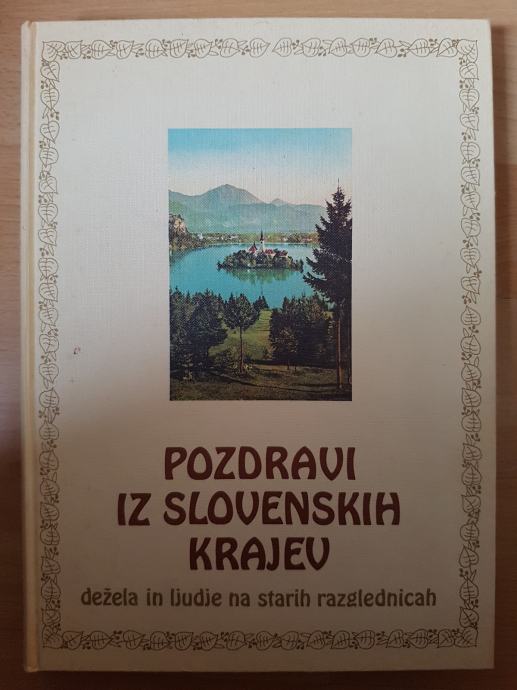 POZDRAVI
IZ SLOVENSKIH
KRAJEV
dežela in ljudje na starih razglednicah